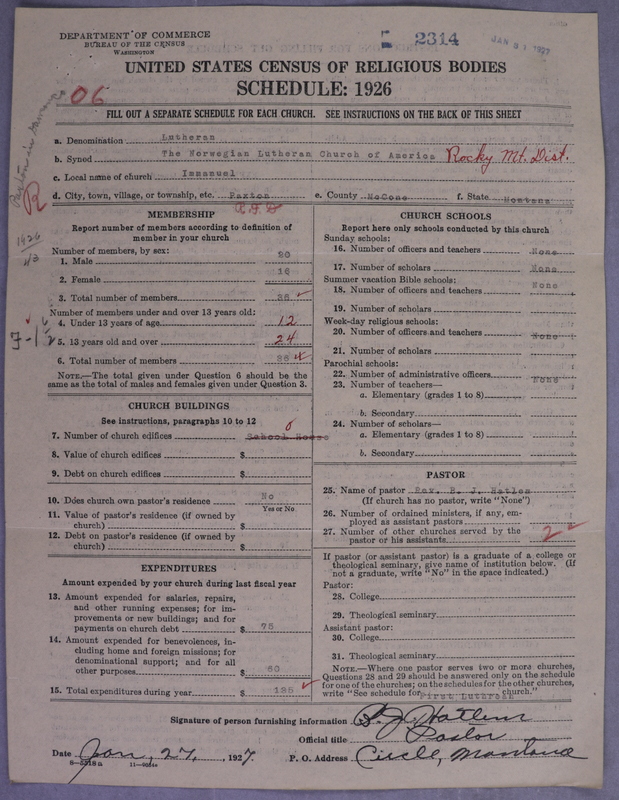 DEPARTMENT OF COMMERCE
BUREAU OF THE CENSUS
WASHINGTON
2314
UNITED STATES CENSUS OF RELIGIOUS BODIES
SCHEDULE: 1926
06
FILL OUT A SEPARATE SCHEDULE FOR EACH CHURCH. SEE INSTRUCTIONS ON THE BACK OF THIS SHEET
a. Denomination Lutheran
b. Synod The Norwegian Lutheran Church of America Rocky Mt. Dist.
c. Local name of church Immanuel
d. City, town, village, or township, etc. Paxton e. County McCone f. State Montana
R.F.D
R
1926
MEMBERSHIP
Report number of members according to definition of
member in your church
Number of members, by sex:
1. Male 20
2. Female 16
3. Total number of members 36
Number of members under and over 13 years old:
4. Under 13 years of age 12
5. 13 years old and over 24
6. Total number of members 36
NOTE.—The total given under Question 6 should be the
same as the total of males and females given under Question 3.
CHURCH BUILDINGS
See instructions, paragraphs 10 to 12
7. Number of church edifices School House 0
8. Value of church edifices $
9. Debt on church edifices $
10. Does church own pastor's residence No
Yes or No
11. Value of pastor's residence (if owned by
church) $
12. Debt on pastor's residence (if owned by
church) $
EXPENDITURES
Amount expended by your church during last fiscal year
13. Amount expended for salaries, repairs,
and other running expenses; for im-
provements or new buildings; and for
payments on church debt $ 75
14. Amount expended for benevolences, in-
cluding home and foreign missions; for
denominational support; and for all
other purposes $ 60
15. Total expenditures during year $ 135
CHURCH SCHOOLS
Report here only schools conducted by this church
Sunday schools:
16. Number of officers and teachers None
17. Number of scholars None
Summer vacation Bible schools:
18. Number of officers and teachers None
19. Number of scholars
Week-day religious schools:
20. Number of officers and teachers None
21. Number of scholars
Parochial schools:
22. Number of administrative officers None
23. Number of teachers—
a. Elementary (grades 1 to 8)
b. Secondary
24. Number of scholars—
a. Elementary (grades 1 to 8)
b. Secondary
PASTOR
25. Name of pastor Rev. B. J. Hatlem
(If church has no pastor, write "None")
26. Number of ordained ministers, if any, em-
ployed as assistant pastors
27. Number of other churches served by the
pastor or his assistants 2
If pastor (or assistant pastor) is a graduate of a college or
theological seminary, give name of institution below. (If
not a graduate, write "No" in the space indicated.)
Pastor:
28. College
29. Theological seminary
Assistant pastor:
30. College
31. Theological seminary
NOTE.—Where one pastor serves two or more churches,
Questions 28 and 29 should be answered only on the schedule
for one of the churches; on the schedules for the other churches,
write "See schedule for First Lutheran church."
Signature of person furnishing information B. J. Hatlem
Official title Pastor
Date Jan, 27, 1927. P. O. Address Circle, Montana